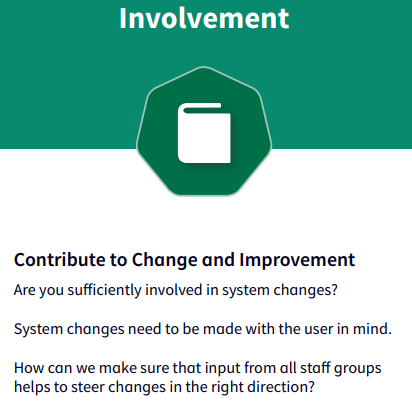 Involvement
Contribute to Change and Improvement
Are you sufficiently involved in system changes?
System changes need to be made with the user in mind.
How can we make sure that input from all staff groups
helps to steer changes in the right direction?